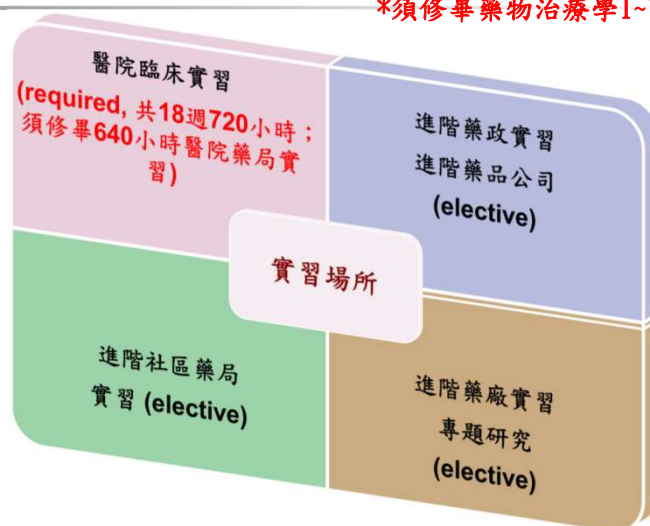 *須修畢藥物治療學I~
醫院臨床實習
(required, 共18週720小時；
須修畢640小時醫院藥局實
習)
進階藥政實習
進階藥品公司
(elective)
實習場所
進階社區藥局
實習 (elective)
進階藥廠實習
專題研究
(elective)